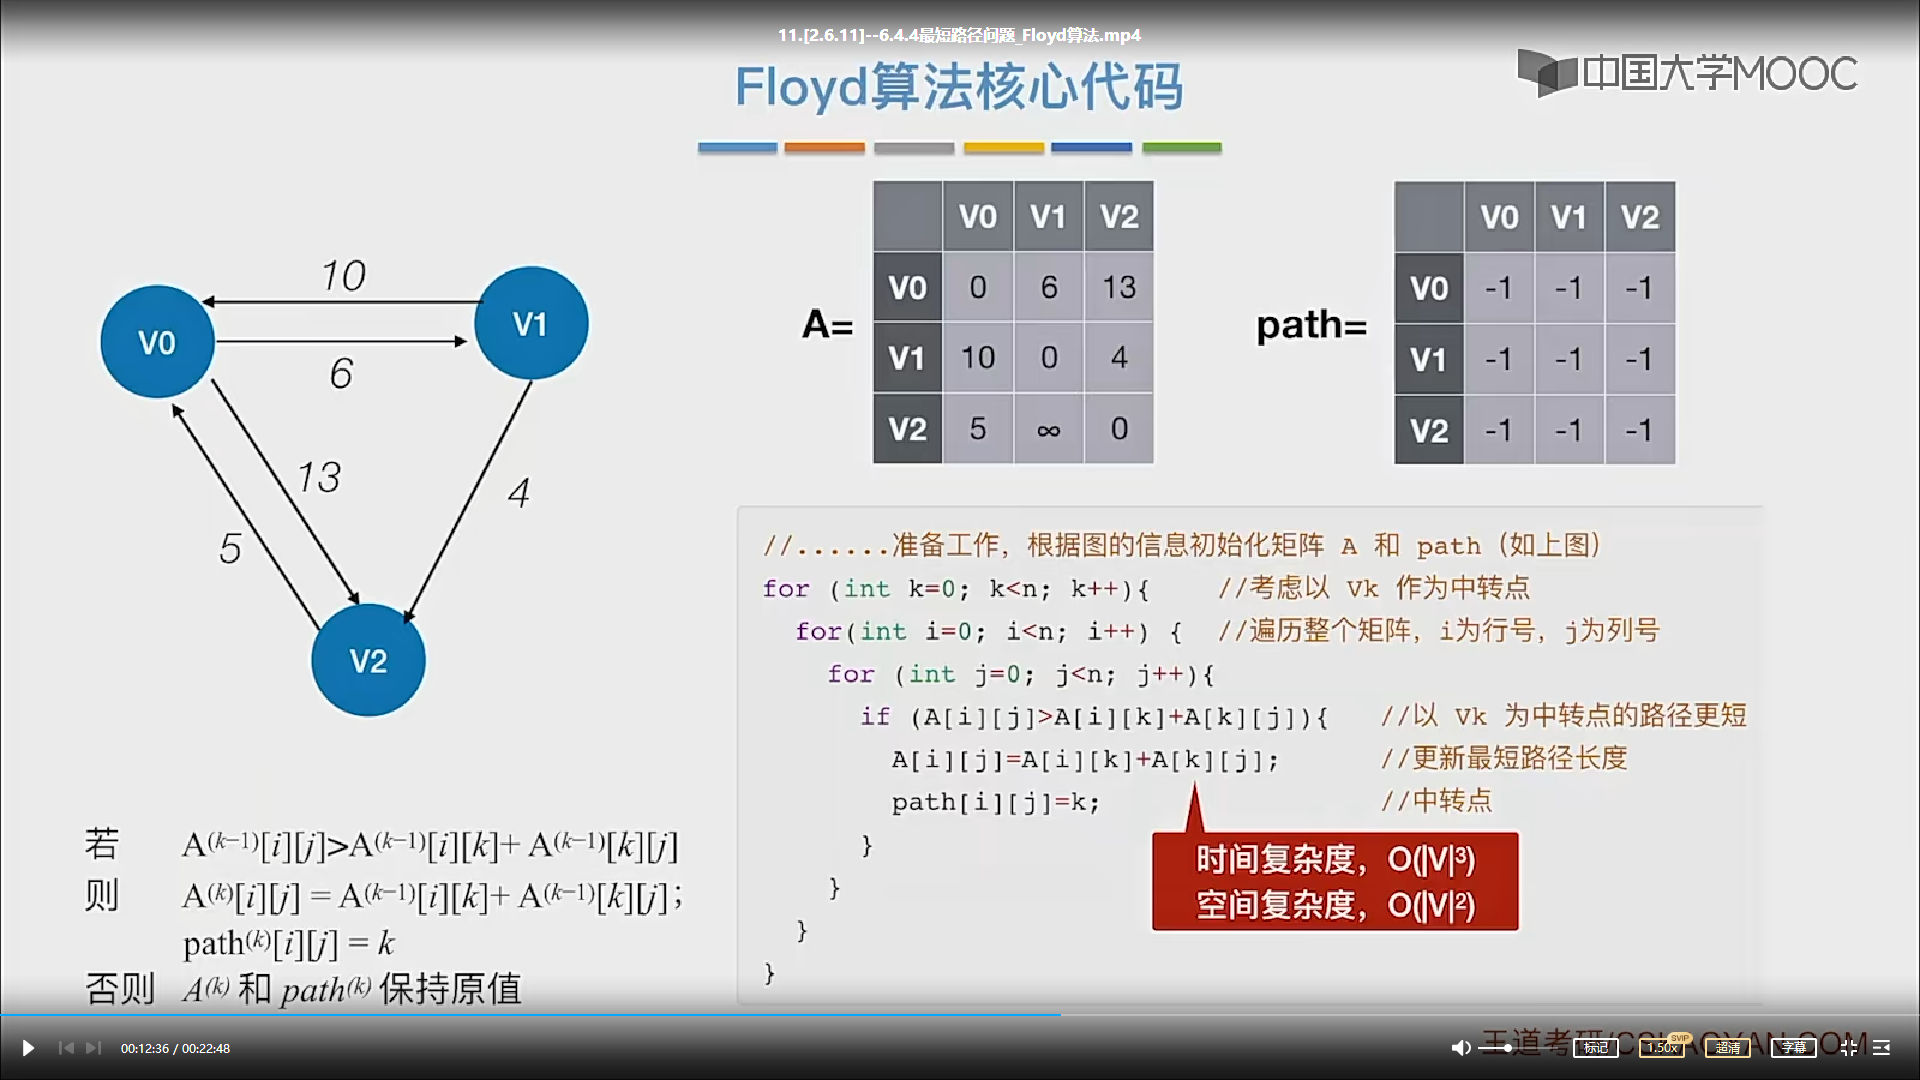 11.[2.6.11]--6.4.4最短路径问题_Floyd算法.mp4
Floyd算法核心代码
中国大学MOOC
10
6
13
5
4
V0
V1
V2
A=
V0 V1 V2
V0 0 6 13
V1 10 0 4
V2 5 ∞ 0
path=
V0 V1 V2
V0 -1 -1 -1
V1 -1 -1 -1
V2 -1 -1 -1
若 A⁽ᵏ⁻¹⁾[i][j]>A⁽ᵏ⁻¹⁾[i][k]+ A⁽ᵏ⁻¹⁾[k][j]
则 A⁽ᵏ⁾[i][j] = A⁽ᵏ⁻¹⁾[i][k]+ A⁽ᵏ⁻¹⁾[k][j];
path⁽ᵏ⁾[i][j] = k
否则 A⁽ᵏ⁾ 和 path⁽ᵏ⁾ 保持原值
//......准备工作，根据图的信息初始化矩阵 A 和 path（如上图）
for (int k=0; k<n; k++){ //考虑以 Vk 作为中转点
for(int i=0; i<n; i++) { //遍历整个矩阵，i为行号，j为列号
for (int j=0; j<n; j++){
if (A[i][j]>A[i][k]+A[k][j]){ //以 Vk 为中转点的路径更短
A[i][j]=A[i][k]+A[k][j]; //更新最短路径长度
path[i][j]=k; //中转点
}
}
}
}
时间复杂度，O(|V|³)
空间复杂度，O(|V|²)
王道考研/CSKAOYAN.COM
00:12:36 / 00:22:48
标记
1.50x
SVIP
超清
字幕